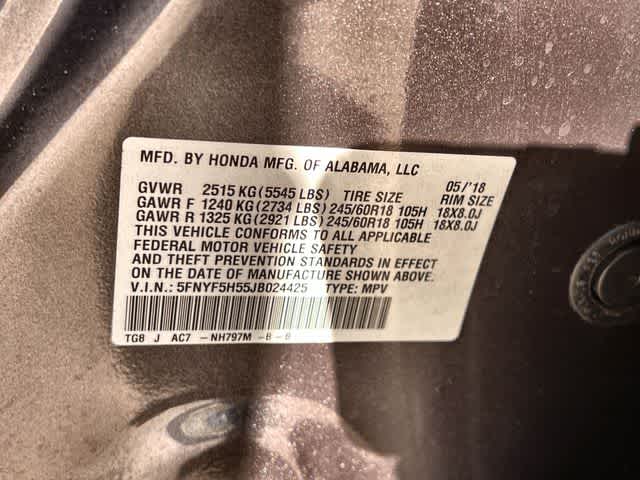 MFD. BY HONDA MFG. OF ALABAMA, LLC
05/'18
GVWR 2515 KG (5545 LBS) TIRE SIZE RIM SIZE
GAWR F 1240 KG (2734 LBS) 245/60R18 105H 18X8.0J
GAWR R 1325 KG (2921 LBS) 245/60R18 105H 18X8.0J
THIS VEHICLE CONFORMS TO ALL APPLICABLE
FEDERAL MOTOR VEHICLE SAFETY
AND THEFT PREVENTION STANDARDS IN EFFECT
ON THE DATE OF MANUFACTURE SHOWN ABOVE.
V.I.N.: 5FNYF5H55JB024425 TYPE: MPV
TG8 J AC7 -NH797M -B-B